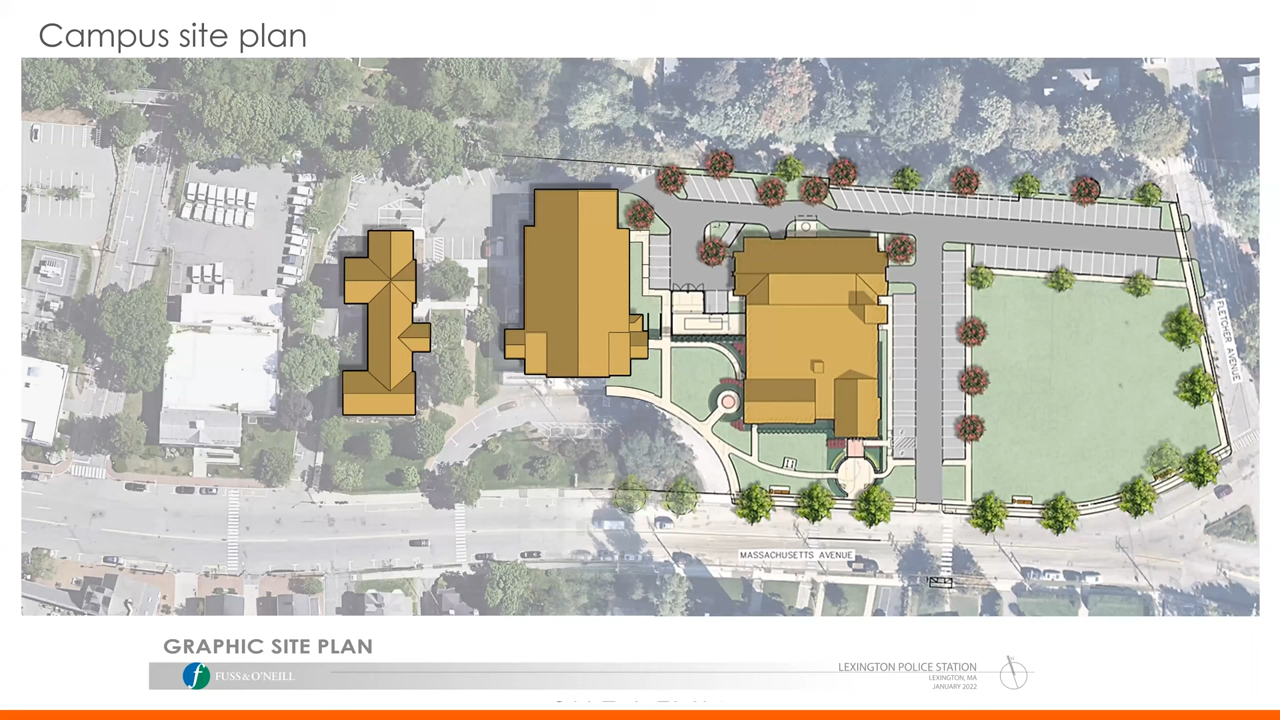 Campus site plan
FLETCHER AVENUE
MASSACHUSETTS AVENUE
GRAPHIC SITE PLAN
f FUSS & O'NEILL
LEXINGTON POLICE STATION
LEXINGTON, MA
JANUARY 2022